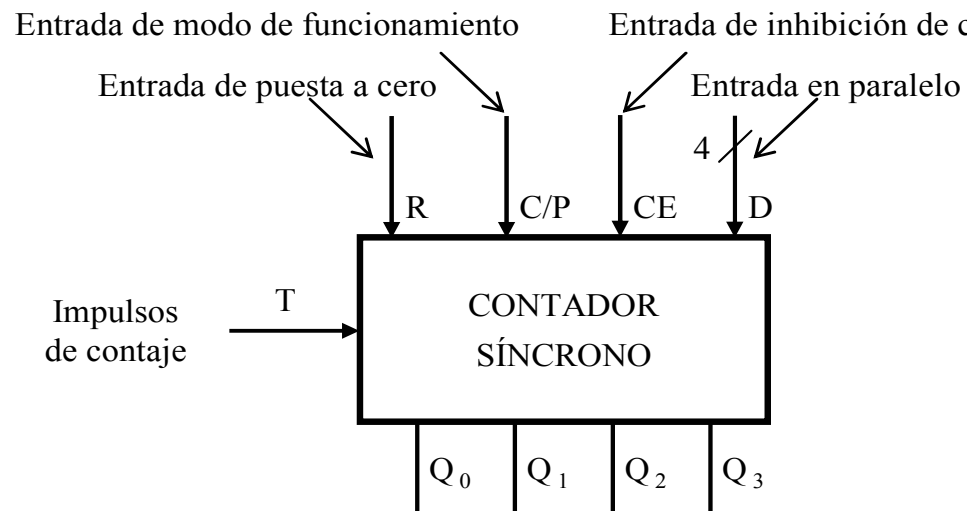 Entrada de modo de funcionamiento
Entrada de inhibición de
Entrada de puesta a cero
Entrada en paralelo
4
R
C/P
CE
D
T
Impulsos
de contaje
CONTADOR
SÍNCRONO
Q0
Q1
Q2
Q3